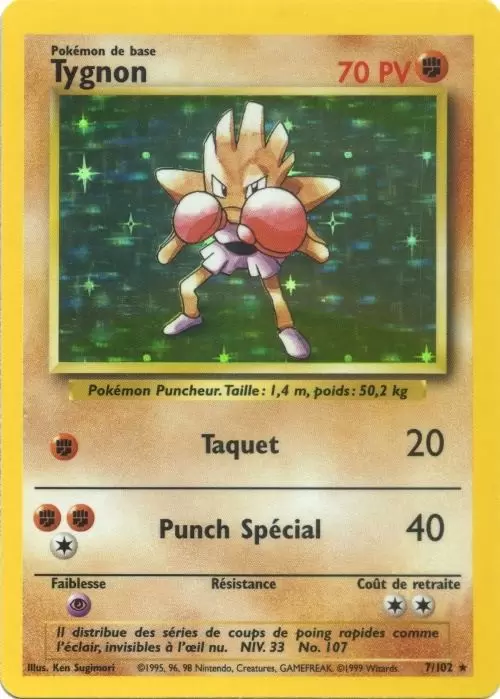 Pokémon de base
Tygnon
70 PV
Pokémon Puncheur. Taille: 1,4 m, poids: 50,2 kg
Taquet 20
Punch Spécial 40
Faiblesse Résistance Coût de retraite
Il distribue des séries de coups de poing rapides comme
l'éclair, invisibles à l'œil nu. NIV. 33 No. 107
Illus. Ken Sugimori ©1995, 96, 98 Nintendo, Creatures, GAMEFREAK. ©1999 Wizards. 7/102 ★